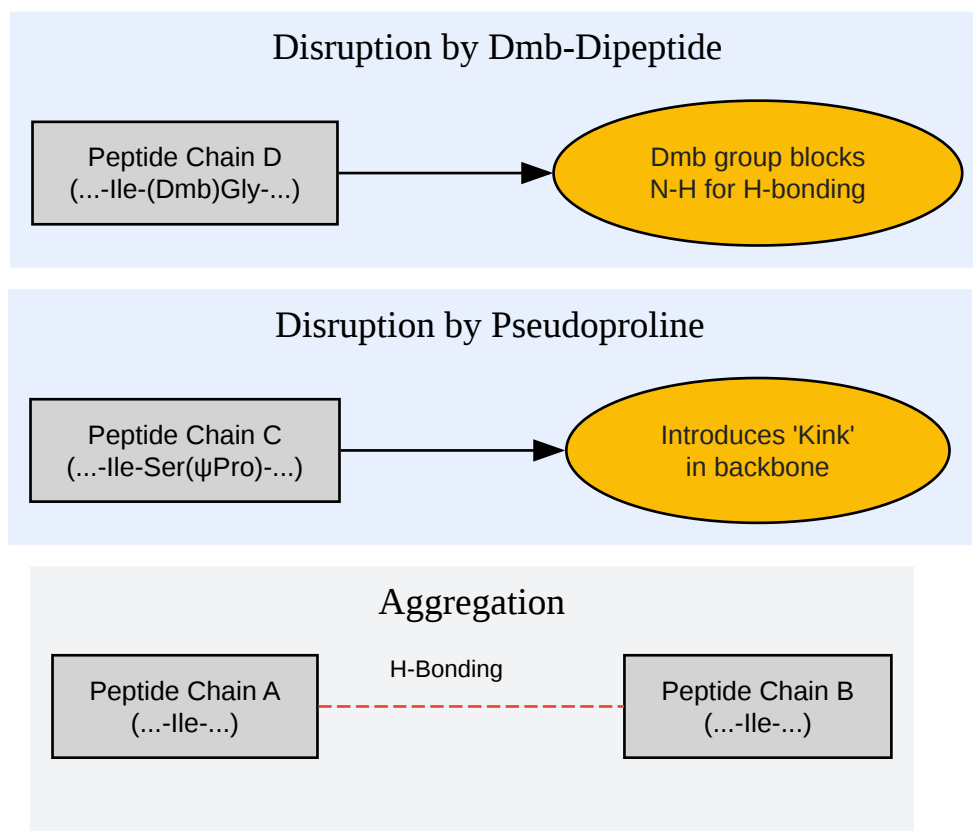 Disruption by Dmb-Dipeptide
Peptide Chain D
(...-Ile-(Dmb)Gly-...)
Dmb group blocks
N-H for H-bonding
Disruption by Pseudoproline
Peptide Chain C
(...-Ile-Ser(ψPro)-...)
Introduces 'Kink'
in backbone
Aggregation
H-Bonding
Peptide Chain A
(...-Ile-...)
Peptide Chain B
(...-Ile-...)